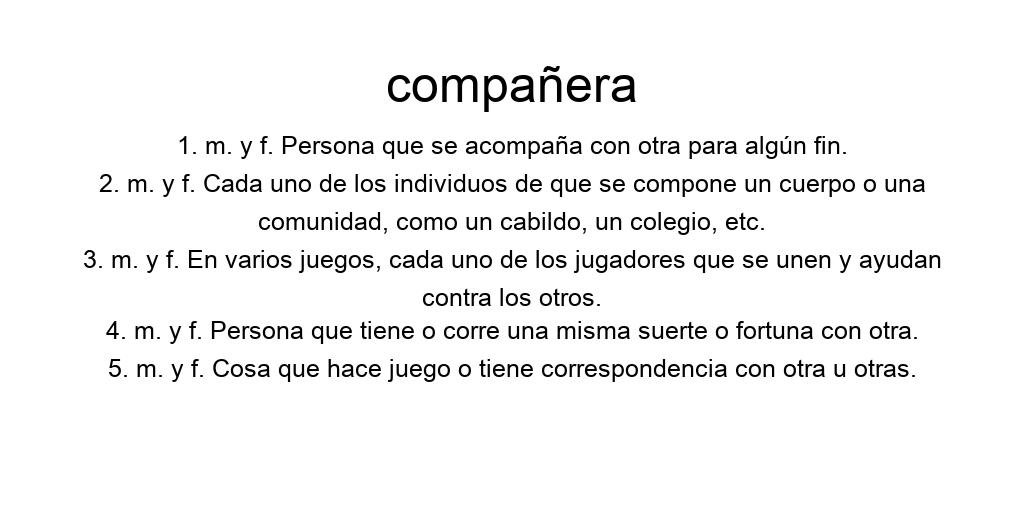 compañera
1. m. y f. Persona que se acompaña con otra para algún fin.
2. m. y f. Cada uno de los individuos de que se compone un cuerpo o una
comunidad, como un cabildo, un colegio, etc.
3. m. y f. En varios juegos, cada uno de los jugadores que se unen y ayudan
contra los otros.
4. m. y f. Persona que tiene o corre una misma suerte o fortuna con otra.
5. m. y f. Cosa que hace juego o tiene correspondencia con otra u otras.